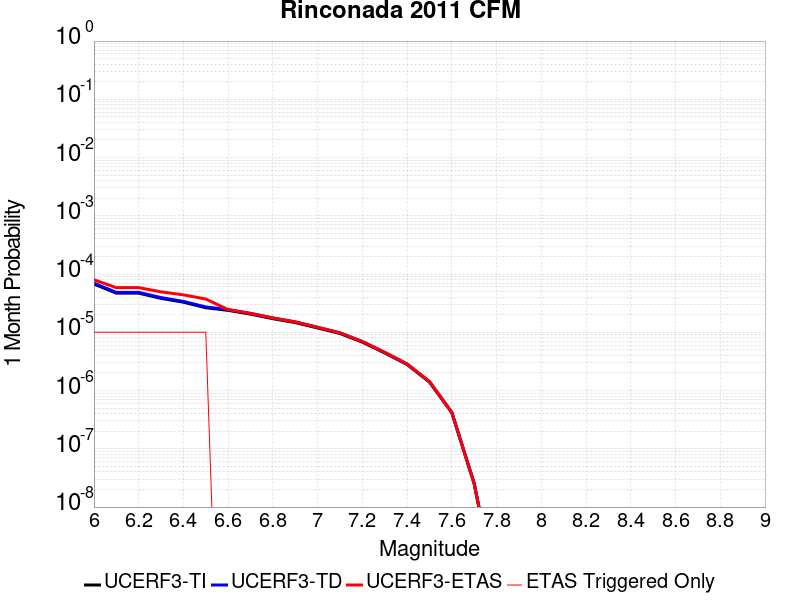 Rinconada 2011 CFM
10^0
10^-1
10^-2
10^-3
10^-4
10^-5
10^-6
10^-7
10^-8
1 Month Probability
6 6.2 6.4 6.6 6.8 7 7.2 7.4 7.6 7.8 8 8.2 8.4 8.6 8.8 9
Magnitude
UCERF3-TI UCERF3-TD UCERF3-ETAS ETAS Triggered Only